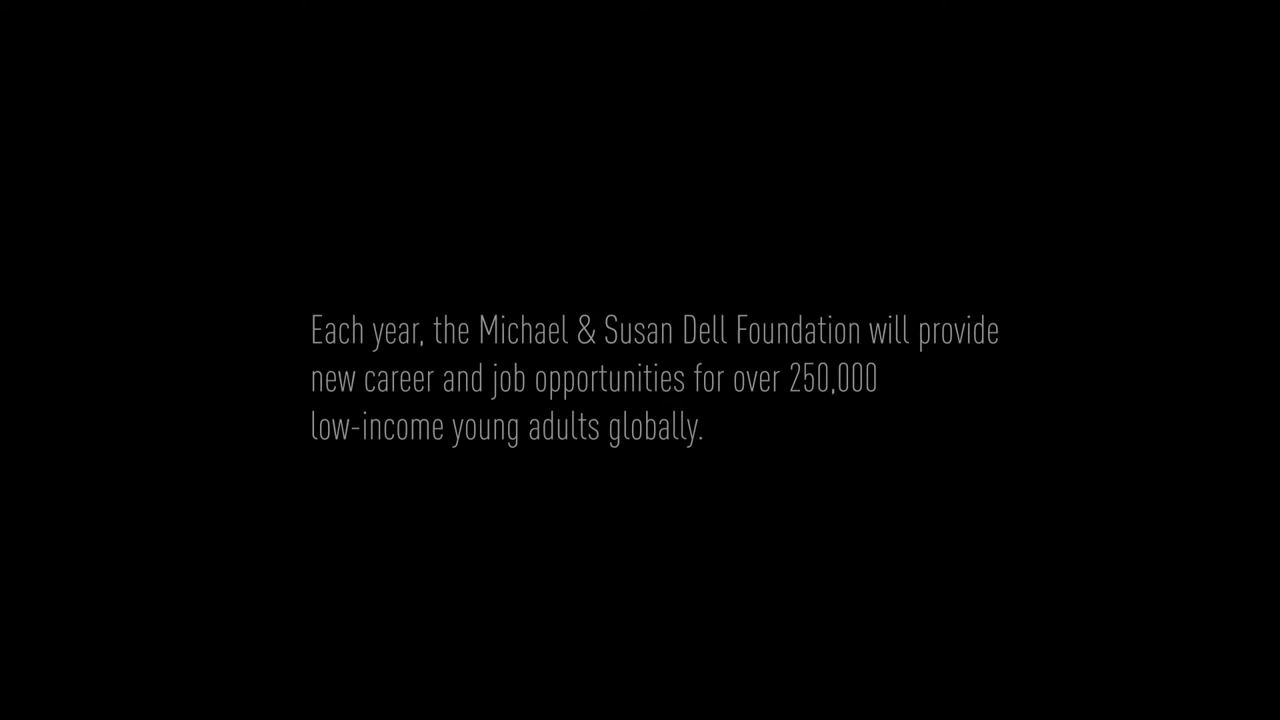 Each year, the Michael & Susan Dell Foundation will provide
new career and job opportunities for over 250,000
low-income young adults globally.